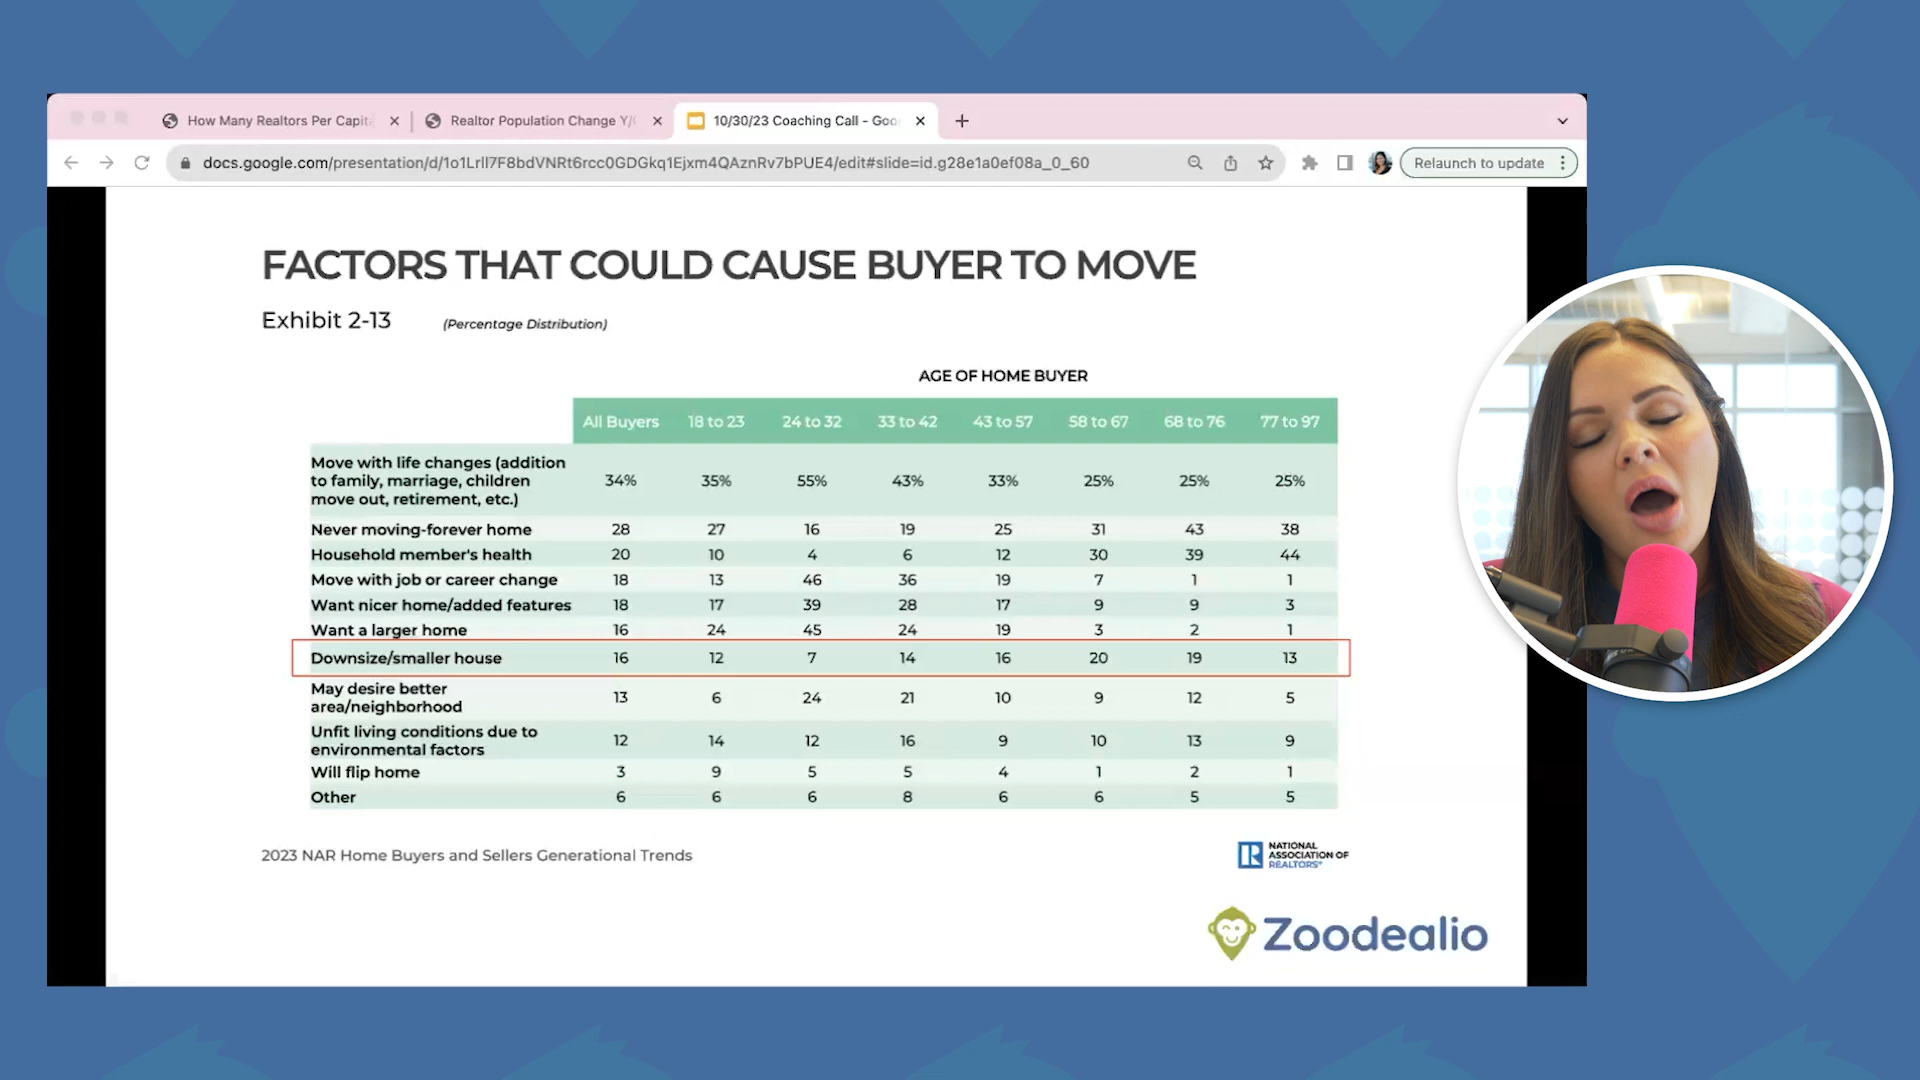 How Many Realtors Per Capit
Realtor Population Change Y/
10/30/23 Coaching Call - Goo
docs.google.com/presentation/d/1o1Lrll7F8bdVNRt6rcc0GDGkq1Ejxm4QAznRv7bPUE4/edit#slide=id.g28e1a0ef08a_0_60
Relaunch to update
FACTORS THAT COULD CAUSE BUYER TO MOVE
Exhibit 2-13 (Percentage Distribution)
AGE OF HOME BUYER
All Buyers 18 to 23 24 to 32 33 to 42 43 to 57 58 to 67 68 to 76 77 to 97
Move with life changes (addition
to family, marriage, children
move out, retirement, etc.) 34% 35% 55% 43% 33% 25% 25% 25%
Never moving-forever home 28 27 16 19 25 31 43 38
Household member's health 20 10 4 6 12 30 39 44
Move with job or career change 18 13 46 36 19 7 1 1
Want nicer home/added features 18 17 39 28 17 9 9 3
Want a larger home 16 24 45 24 19 3 2 1
Downsize/smaller house 16 12 7 14 16 20 19 13
May desire better
area/neighborhood 13 6 24 21 10 9 12 5
Unfit living conditions due to
environmental factors 12 14 12 16 9 10 13 9
Will flip home 3 9 5 5 4 1 2 1
Other 6 6 6 8 6 6 5 5
2023 NAR Home Buyers and Sellers Generational Trends
NATIONAL
ASSOCIATION OF
REALTORS®
Zoodealio